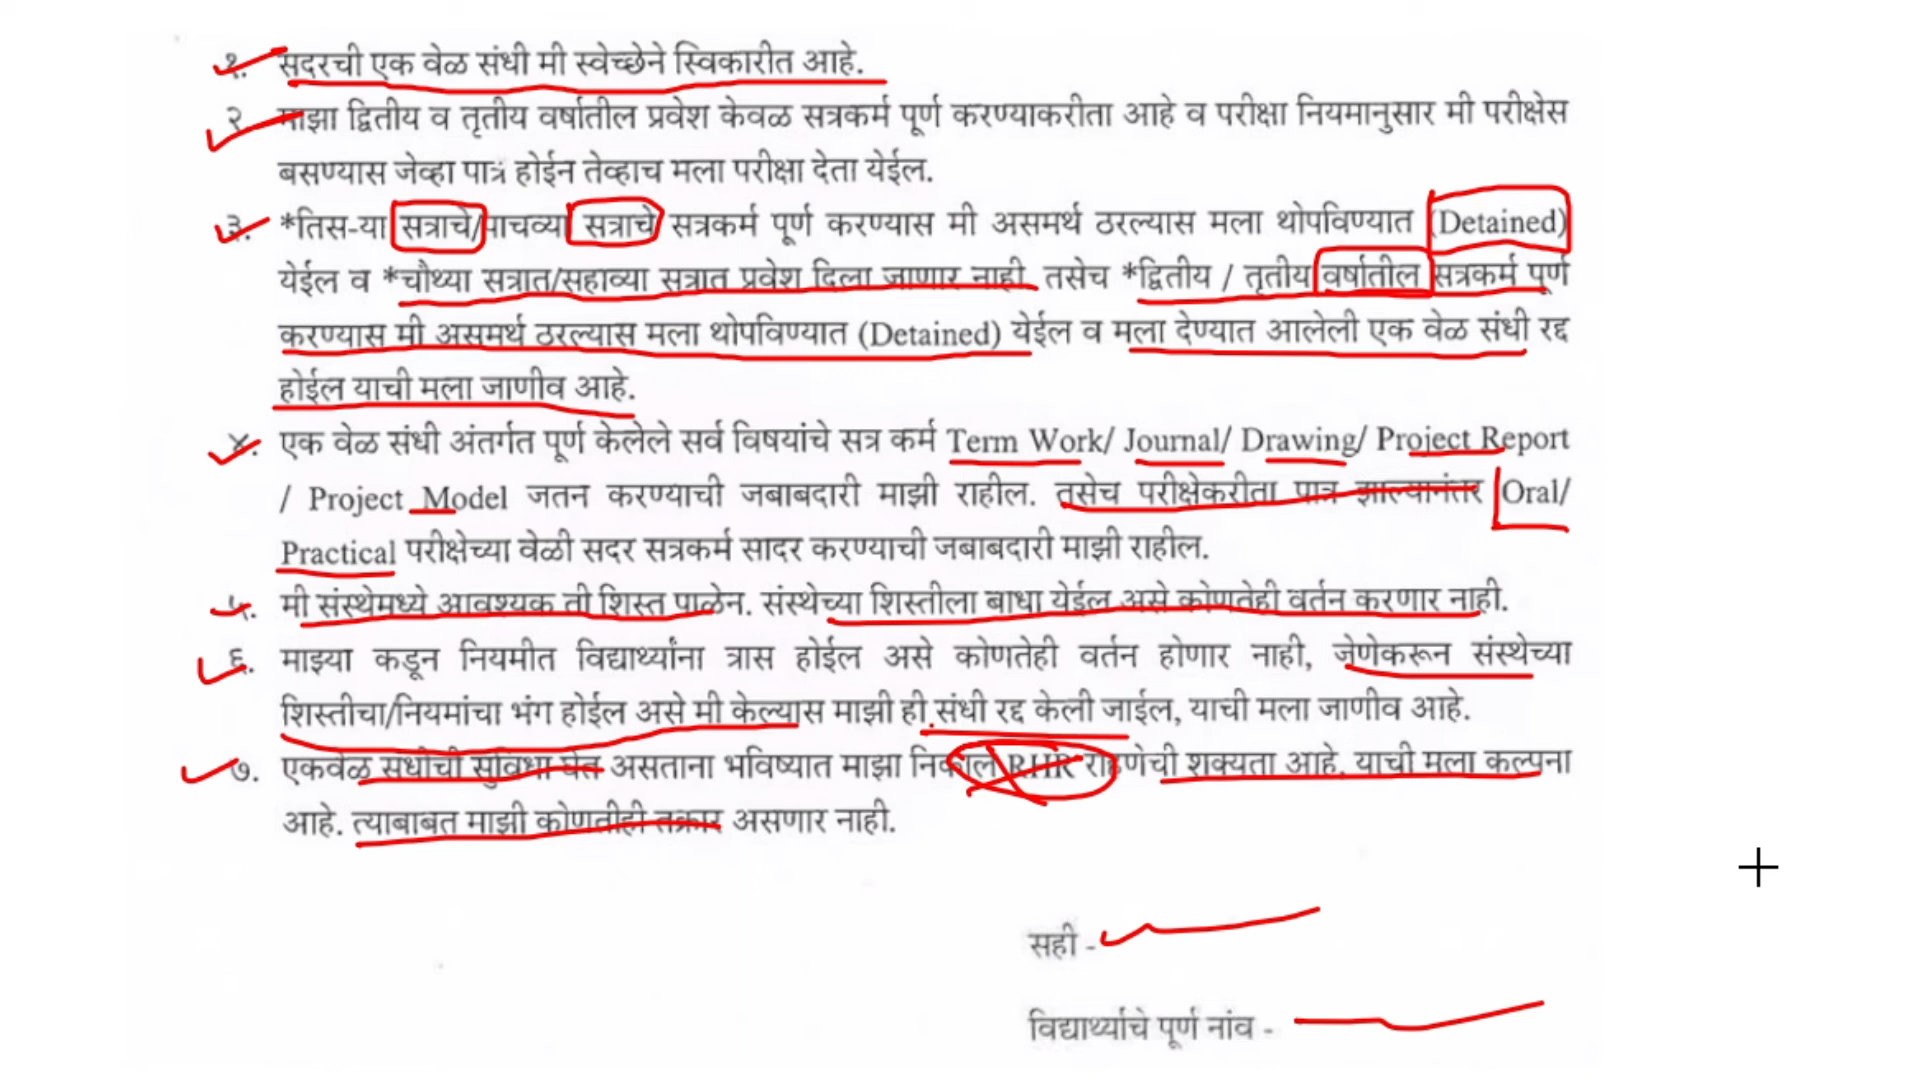 १. सदरची एक वेळ संधी मी स्वेच्छेने स्विकारीत आहे.
२. माझा द्वितीय व तृतीय वर्षातील प्रवेश केवळ सत्रकर्म पूर्ण करण्याकरीता आहे व परीक्षा नियमानुसार मी परीक्षेस
बसण्यास जेव्हा पात्र होईन तेव्हाच मला परीक्षा देता येईल.
३. *तिस-या सत्राचे/पाचव्या सत्राचे सत्रकर्म पूर्ण करण्यास मी असमर्थ ठरल्यास मला थोपविण्यात (Detained)
येईल व *चौथ्या सत्रात/सहाव्या सत्रात प्रवेश दिला जाणार नाही. तसेच *द्वितीय / तृतीय वर्षातील सत्रकर्म पूर्ण
करण्यास मी असमर्थ ठरल्यास मला थोपविण्यात (Detained) येईल व मला देण्यात आलेली एक वेळ संधी रद्द
होईल याची मला जाणीव आहे.
४. एक वेळ संधी अंतर्गत पूर्ण केलेले सर्व विषयांचे सत्र कर्म Term Work/ Journal/ Drawing/ Project Report
/ Project Model जतन करण्याची जबाबदारी माझी राहील. तसेच परीक्षेकरीता पात्र झाल्यानंतर Oral/
Practical परीक्षेच्या वेळी सदर सत्रकर्म सादर करण्याची जबाबदारी माझी राहील.
५. मी संस्थेमध्ये आवश्यक ती शिस्त पाळेन. संस्थेच्या शिस्तीला बाधा येईल असे कोणतेही वर्तन करणार नाही.
६. माझ्या कडून नियमीत विद्यार्थ्यांना त्रास होईल असे कोणतेही वर्तन होणार नाही, जेणेकरून संस्थेच्या
शिस्तीचा/नियमांचा भंग होईल असे मी केल्यास माझी ही संधी रद्द केली जाईल, याची मला जाणीव आहे.
७. एकवेळ संधीची सुविधा घेत असताना भविष्यात माझा निकाल RHR राहणेची शक्यता आहे. याची मला कल्पना
आहे. त्याबाबत माझी कोणतीही तक्रार असणार नाही.
सही -
विद्यार्थ्याचे पूर्ण नांव -